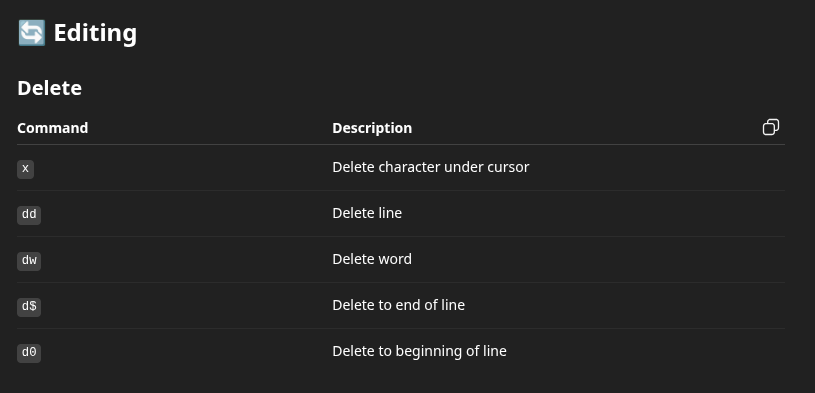 🔄 Editing
Delete
Command Description
x Delete character under cursor
dd Delete line
dw Delete word
d$ Delete to end of line
d0 Delete to beginning of line